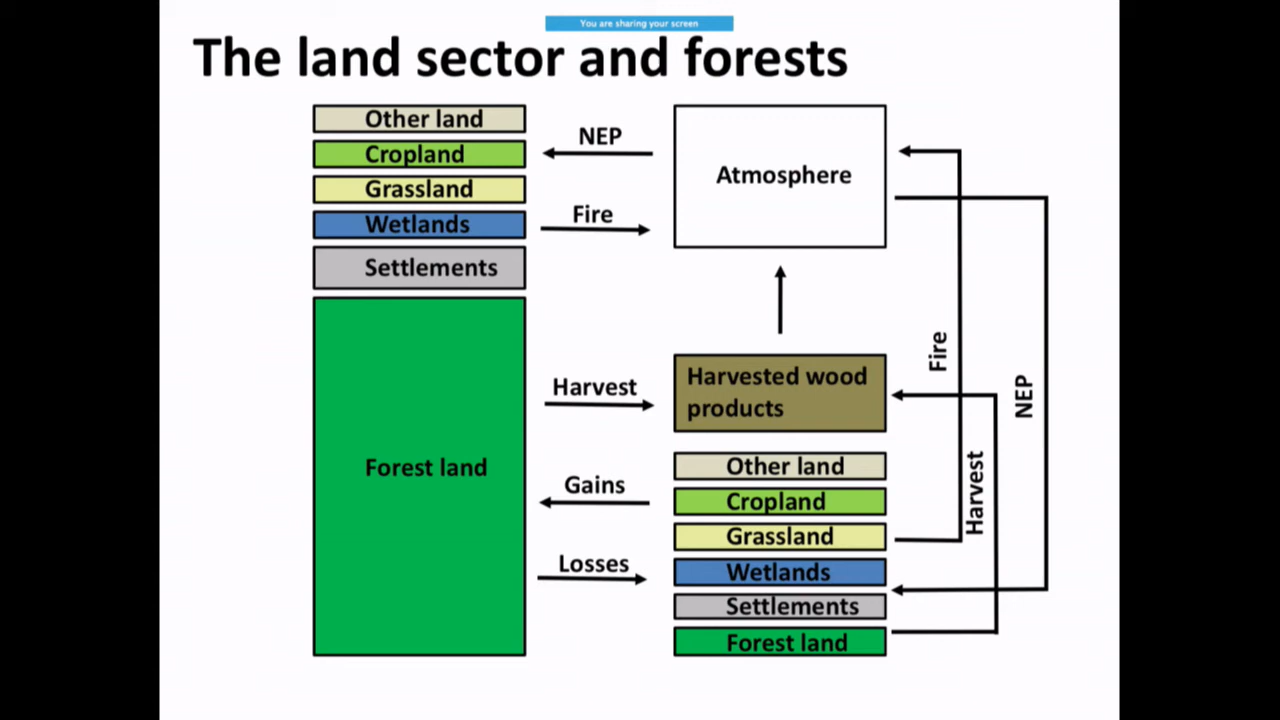 You are sharing your screen
The land sector and forests
Other land
Cropland
Grassland
Wetlands
Settlements
Forest land
NEP
Fire
Harvest
Gains
Losses
Atmosphere
Harvested wood
products
Other land
Cropland
Grassland
Wetlands
Settlements
Forest land
Fire
Harvest
NEP